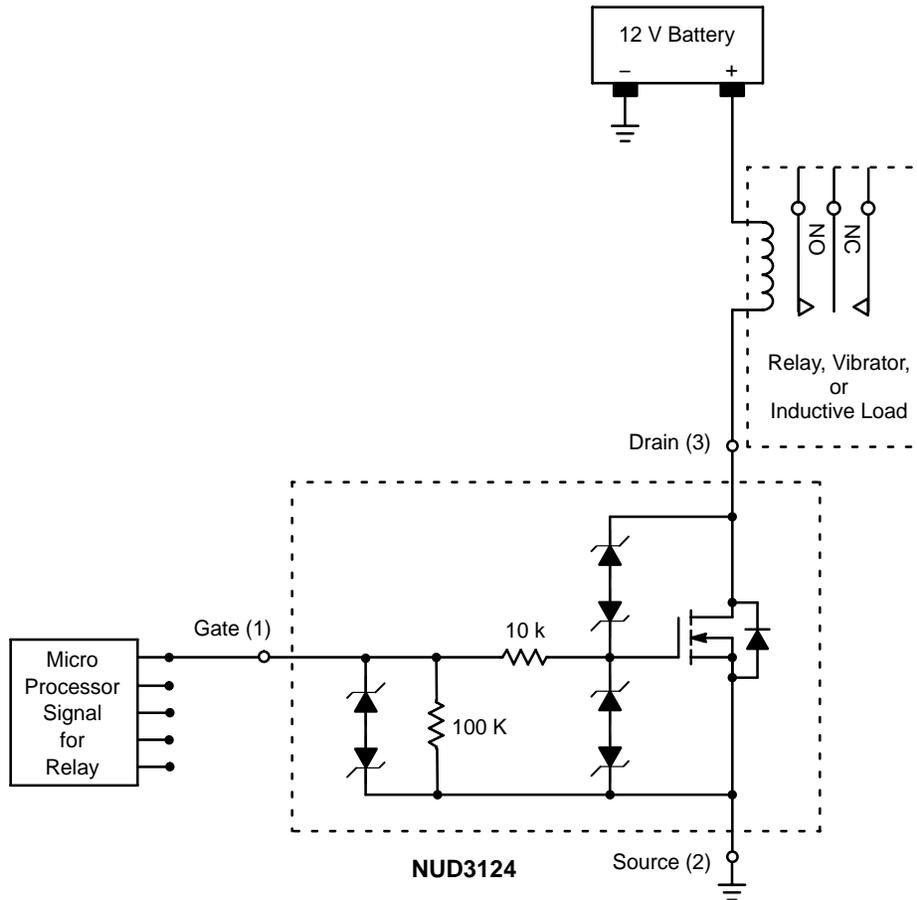 12 V Battery
– +
NO
NC
Relay, Vibrator,
or
Inductive Load
Drain (3)
Gate (1)
10 k
Micro
Processor
Signal
for
Relay
100 K
NUD3124
Source (2)